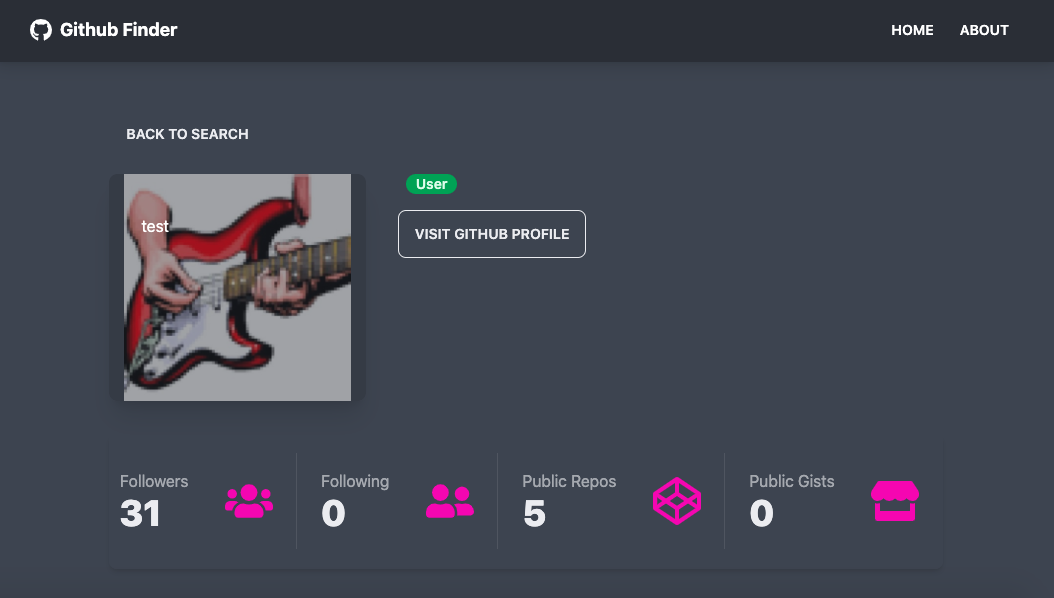 Github Finder
HOME
ABOUT
BACK TO SEARCH
test
User
VISIT GITHUB PROFILE
Followers
31
Following
0
Public Repos
5
Public Gists
0